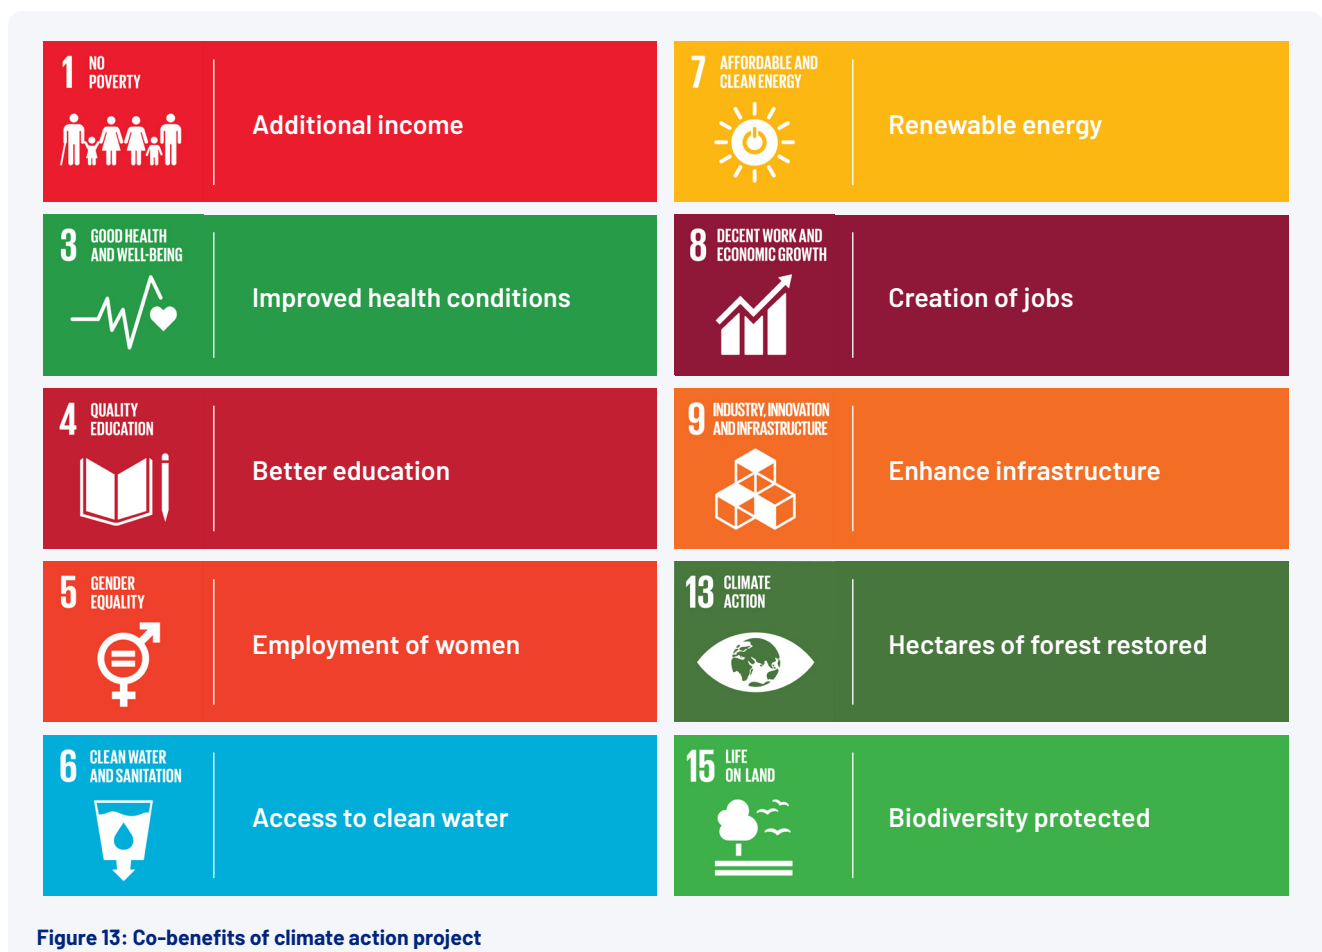 1 NO
POVERTY
Additional income
3 GOOD HEALTH
AND WELL-BEING
Improved health conditions
4 QUALITY
EDUCATION
Better education
5 GENDER
EQUALITY
Employment of women
6 CLEAN WATER
AND SANITATION
Access to clean water
7 AFFORDABLE AND
CLEAN ENERGY
Renewable energy
8 DECENT WORK AND
ECONOMIC GROWTH
Creation of jobs
9 INDUSTRY, INNOVATION
AND INFRASTRUCTURE
Enhance infrastructure
13 CLIMATE
ACTION
Hectares of forest restored
15 LIFE
ON LAND
Biodiversity protected
Figure 13: Co-benefits of climate action project